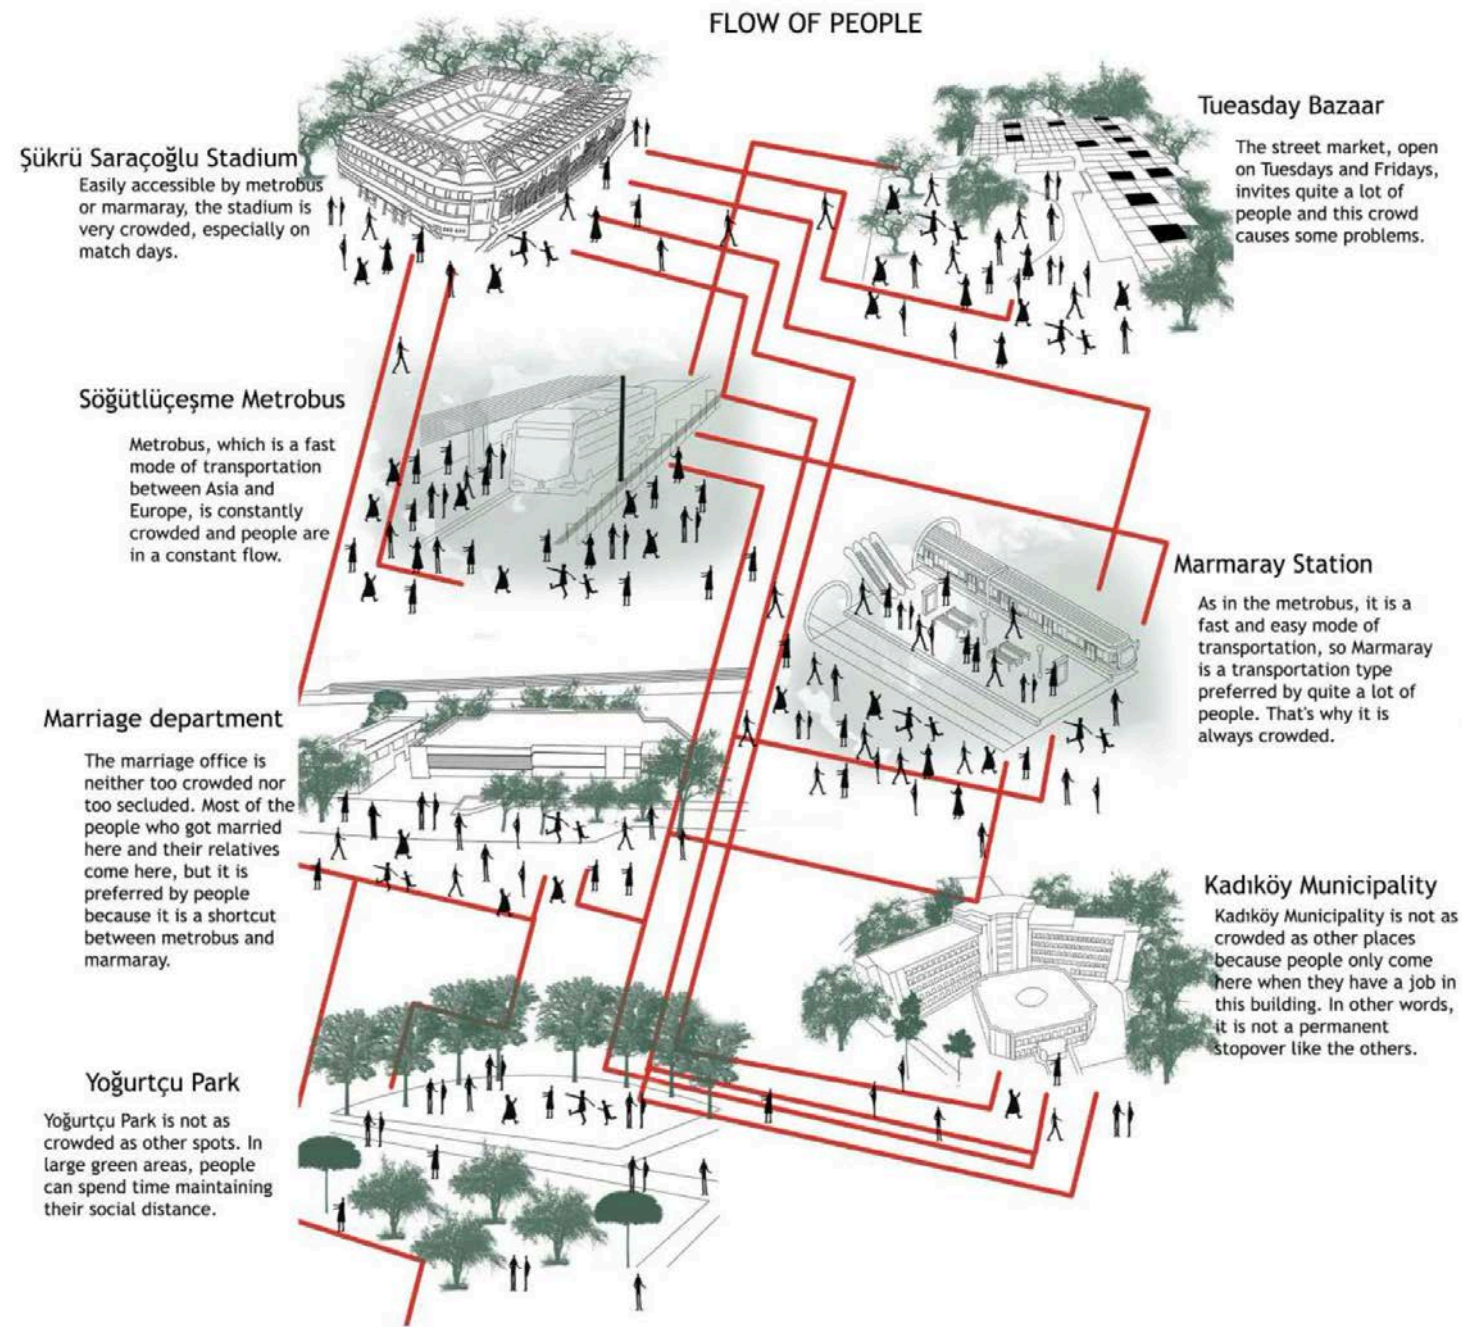 FLOW OF PEOPLE
Şükrü Saraçoğlu Stadium
Easily accessible by metrobus
or marmaray, the stadium is
very crowded, especially on
match days.
Tueasday Bazaar
The street market, open
on Tuesdays and Fridays,
invites quite a lot of
people and this crowd
causes some problems.
Söğütlüçeşme Metrobus
Metrobus, which is a fast
mode of transportation
between Asia and
Europe, is constantly
crowded and people are
in a constant flow.
Marmaray Station
As in the metrobus, it is a
fast and easy mode of
transportation, so Marmaray
is a transportation type
preferred by quite a lot of
people. That's why it is
always crowded.
Marriage department
The marriage office is
neither too crowded nor
too secluded. Most of the
people who got married
here and their relatives
come here, but it is
preferred by people
because it is a shortcut
between metrobus and
marmaray.
Kadıköy Municipality
Kadıköy Municipality is not as
crowded as other places
because people only come
here when they have a job in
this building. In other words,
it is not a permanent
stopover like the others.
Yoğurtçu Park
Yoğurtçu Park is not as
crowded as other spots. In
large green areas, people
can spend time maintaining
their social distance.